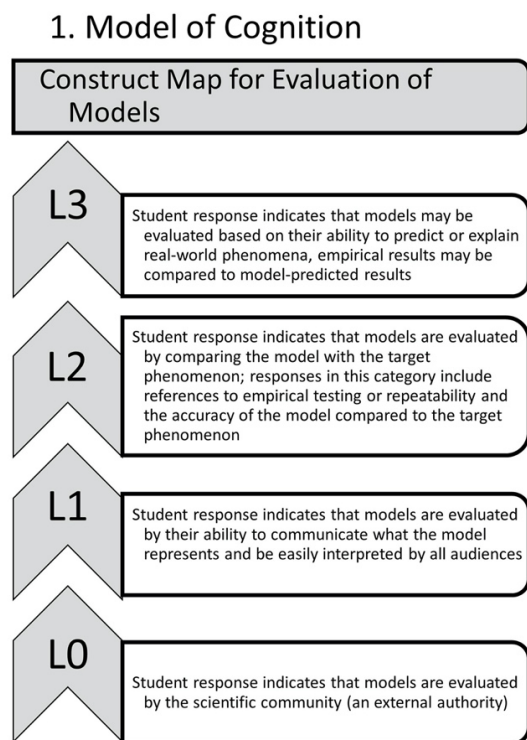 1. Model of Cognition
Construct Map for Evaluation of
Models
L3
Student response indicates that models may be
evaluated based on their ability to predict or explain
real-world phenomena, empirical results may be
compared to model-predicted results
L2
Student response indicates that models are evaluated
by comparing the model with the target
phenomenon; responses in this category include
references to empirical testing or repeatability and
the accuracy of the model compared to the target
phenomenon
L1
Student response indicates that models are evaluated
by their ability to communicate what the model
represents and be easily interpreted by all audiences
L0
Student response indicates that models are evaluated
by the scientific community (an external authority)